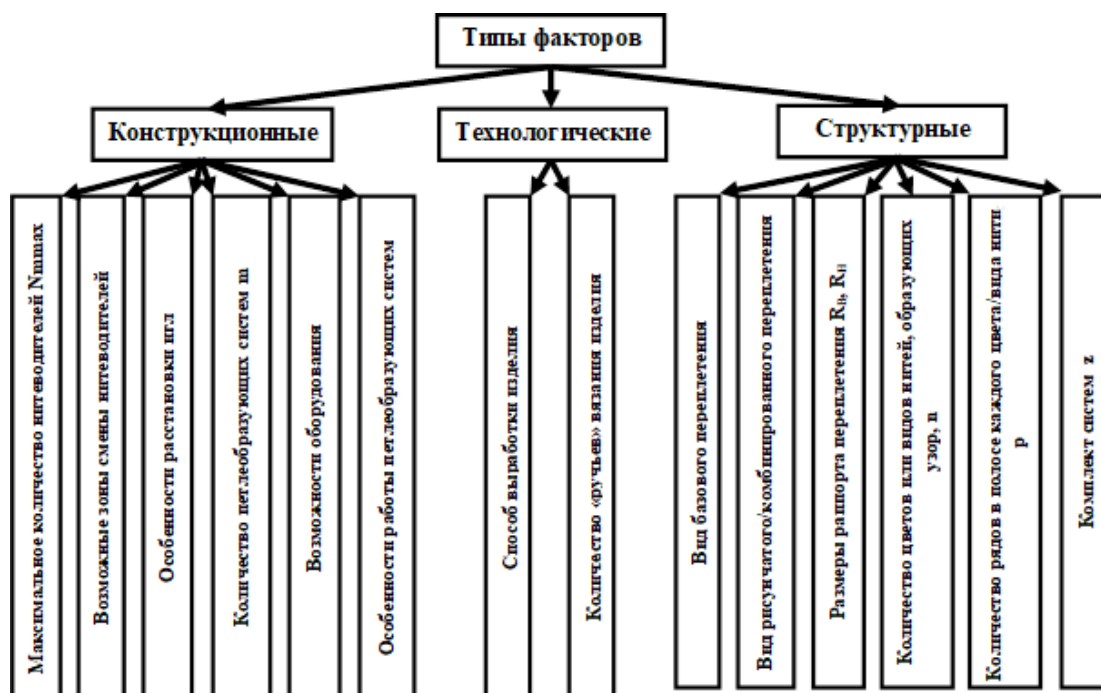 Типы факторов
Конструкционные
Технологические
Структурные
Максимальное количество нитеводителей Nmmax
Возможные зоны смены нитеводителей
Особенности расстановки игл
Количество петлеобразующих систем m
Возможности оборудования
Особенности работы петлеобразующих систем
Способ выработки изделия
Количество «ручьев» вязания изделия
Вид базового переплетения
Вид рисунчатого/комбинированного переплетения
Размеры раппорта переплетения
Количество цветов или видов нитей, образующих
узор, n
Количество рядов в полосе каждого цвета/вида нити
p
Комплект систем z